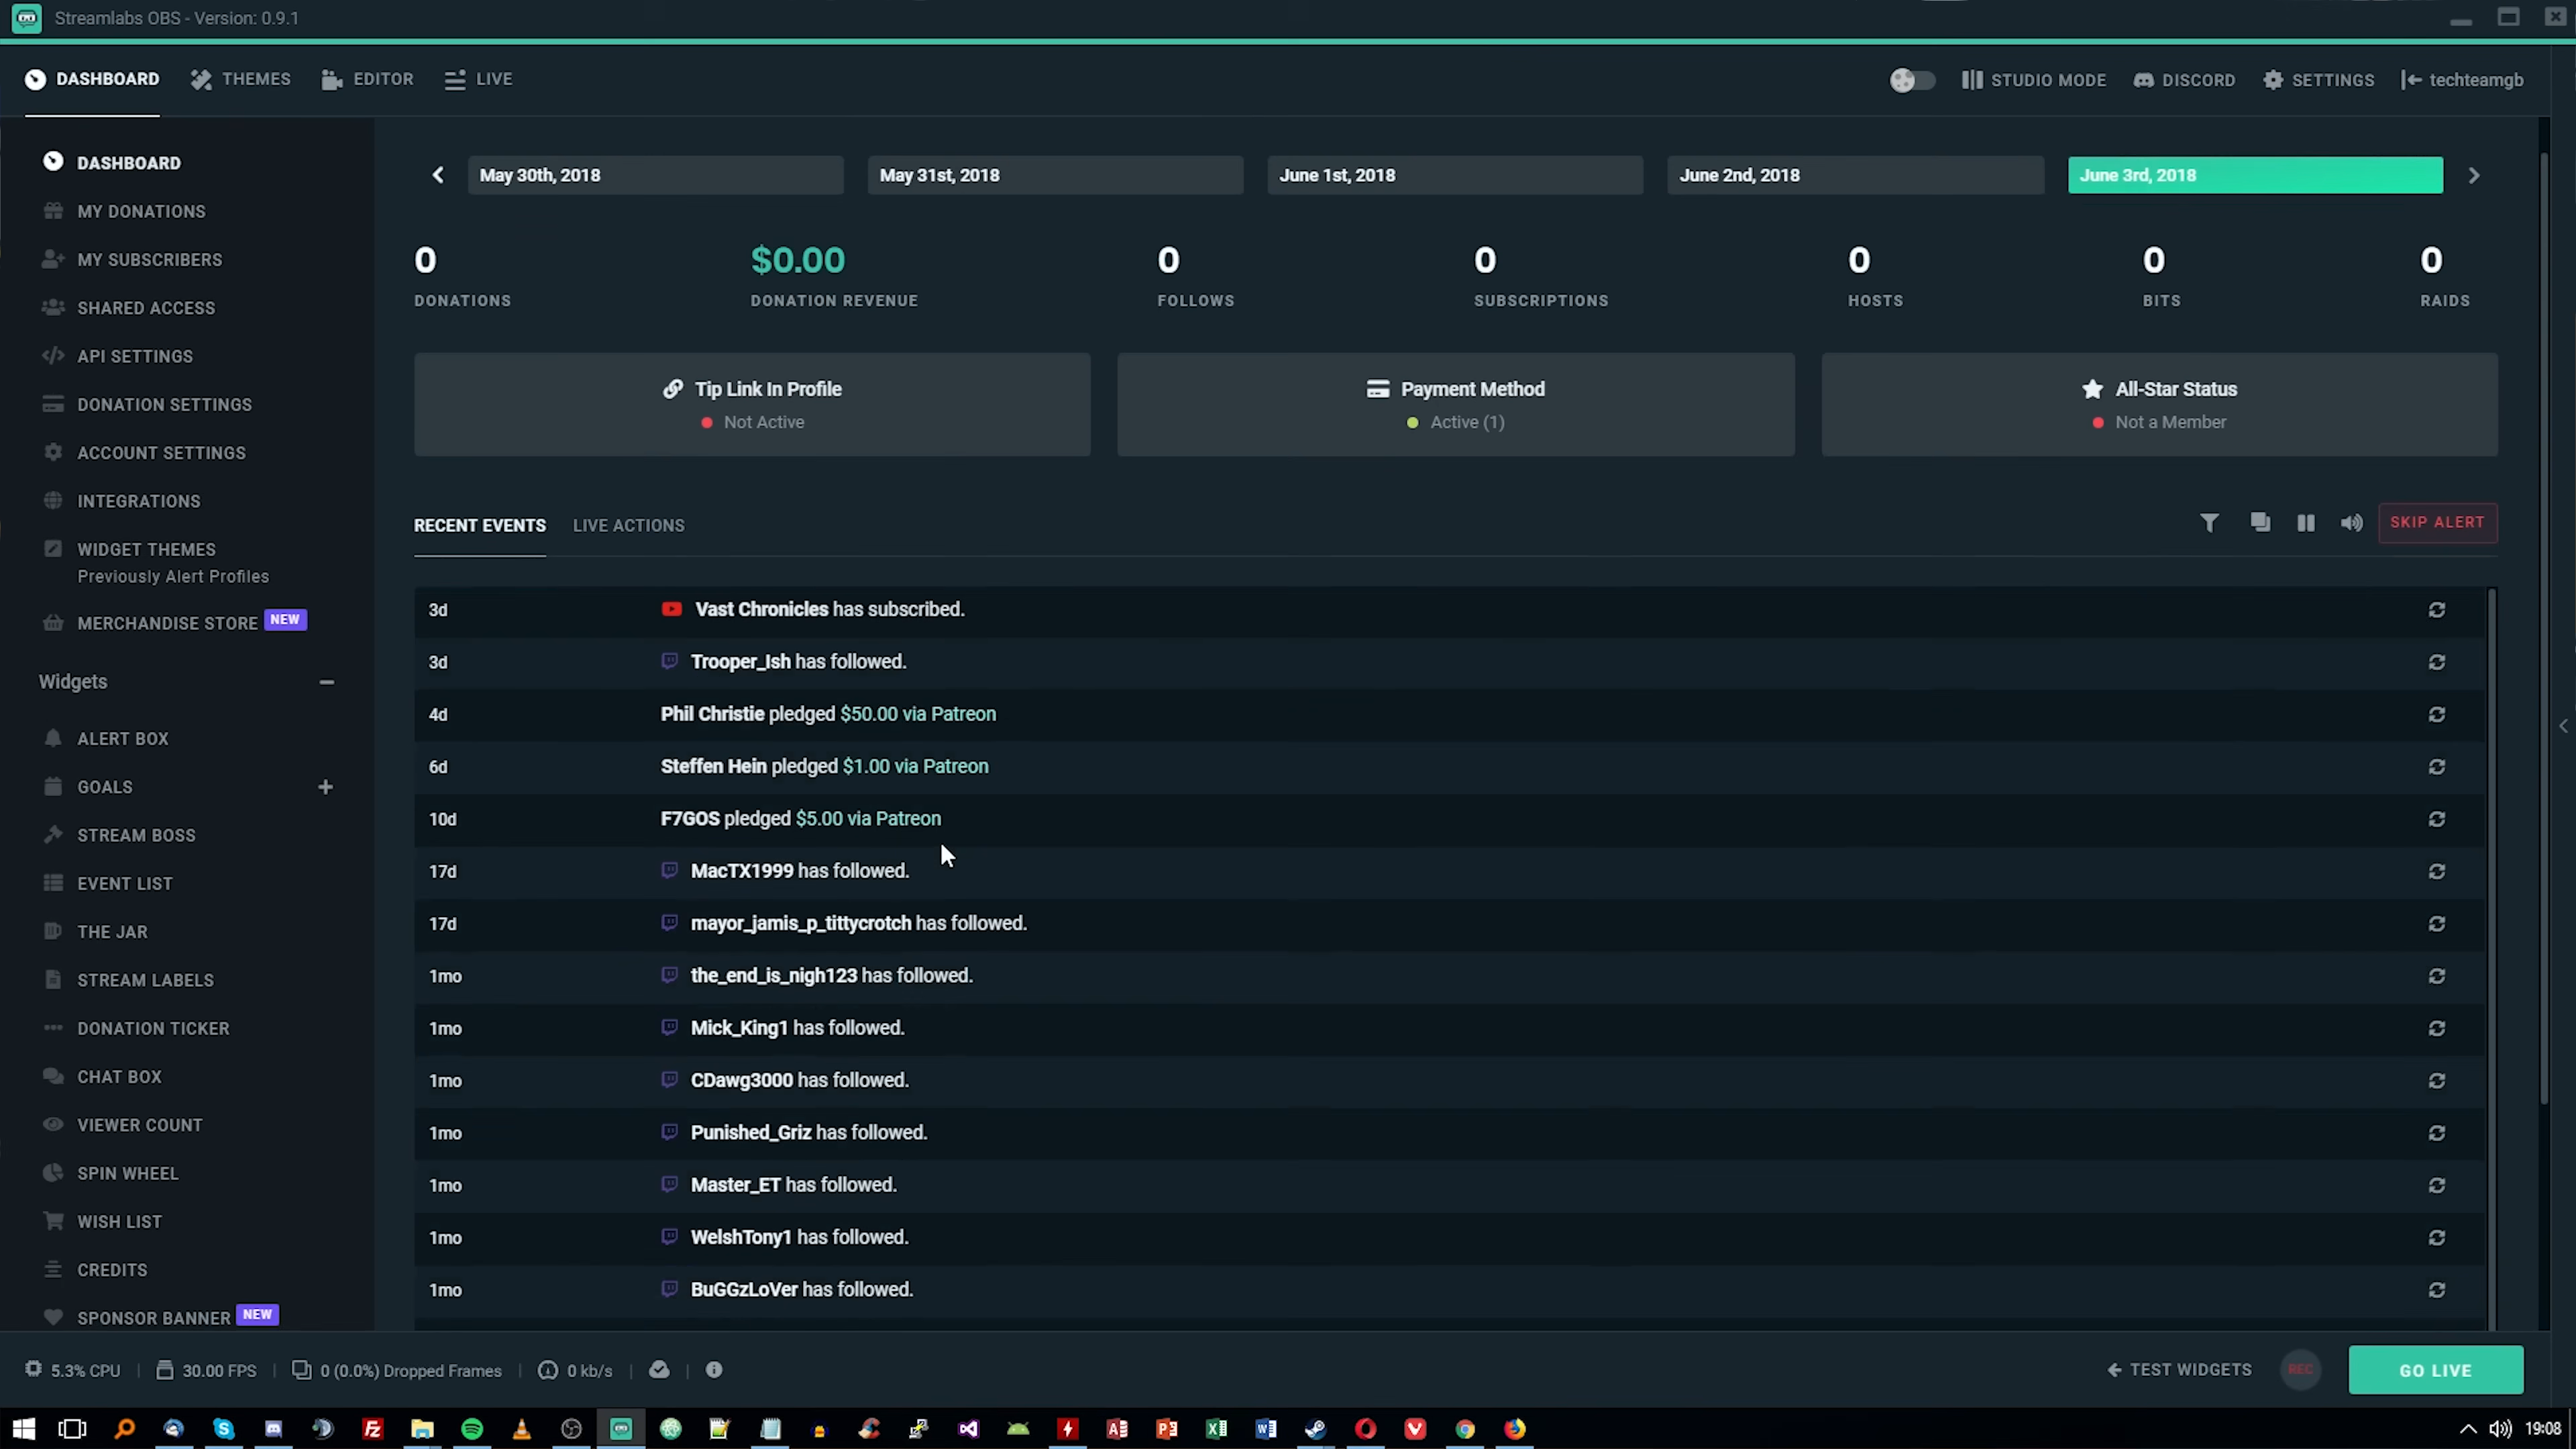 Streamlabs OBS - Version: 0.9.1
DASHBOARD THEMES EDITOR LIVE STUDIO MODE DISCORD SETTINGS techteamgb
DASHBOARD
MY DONATIONS
MY SUBSCRIBERS
SHARED ACCESS
API SETTINGS
DONATION SETTINGS
ACCOUNT SETTINGS
INTEGRATIONS
WIDGET THEMES
Previously Alert Profiles
MERCHANDISE STORE NEW
Widgets
ALERT BOX
GOALS
STREAM BOSS
EVENT LIST
THE JAR
STREAM LABELS
DONATION TICKER
CHAT BOX
VIEWER COUNT
SPIN WHEEL
WISH LIST
CREDITS
SPONSOR BANNER NEW
May 30th, 2018 May 31st, 2018 June 1st, 2018 June 2nd, 2018 June 3rd, 2018
0 $0.00 0 0 0 0 0
DONATIONS DONATION REVENUE FOLLOWS SUBSCRIPTIONS HOSTS BITS RAIDS
Tip Link In Profile Payment Method All-Star Status
Not Active Active (1) Not a Member
RECENT EVENTS LIVE ACTIONS SKIP ALERT
3d Vast Chronicles has subscribed.
3d Trooper_Ish has followed.
4d Phil Christie pledged $50.00 via Patreon
6d Steffen Hein pledged $1.00 via Patreon
10d F7GOS pledged $5.00 via Patreon
17d MacTX1999 has followed.
17d mayor_jamis_p_tittycrotch has followed.
1mo the_end_is_nigh123 has followed.
1mo Mick_King1 has followed.
1mo CDawg3000 has followed.
1mo Punished_Griz has followed.
1mo Master_ET has followed.
1mo WelshTony1 has followed.
1mo BuGGzLoVer has followed.
5.3% CPU 30.00 FPS 0 (0.0%) Dropped Frames 0 kb/s TEST WIDGETS REC GO LIVE
19:08